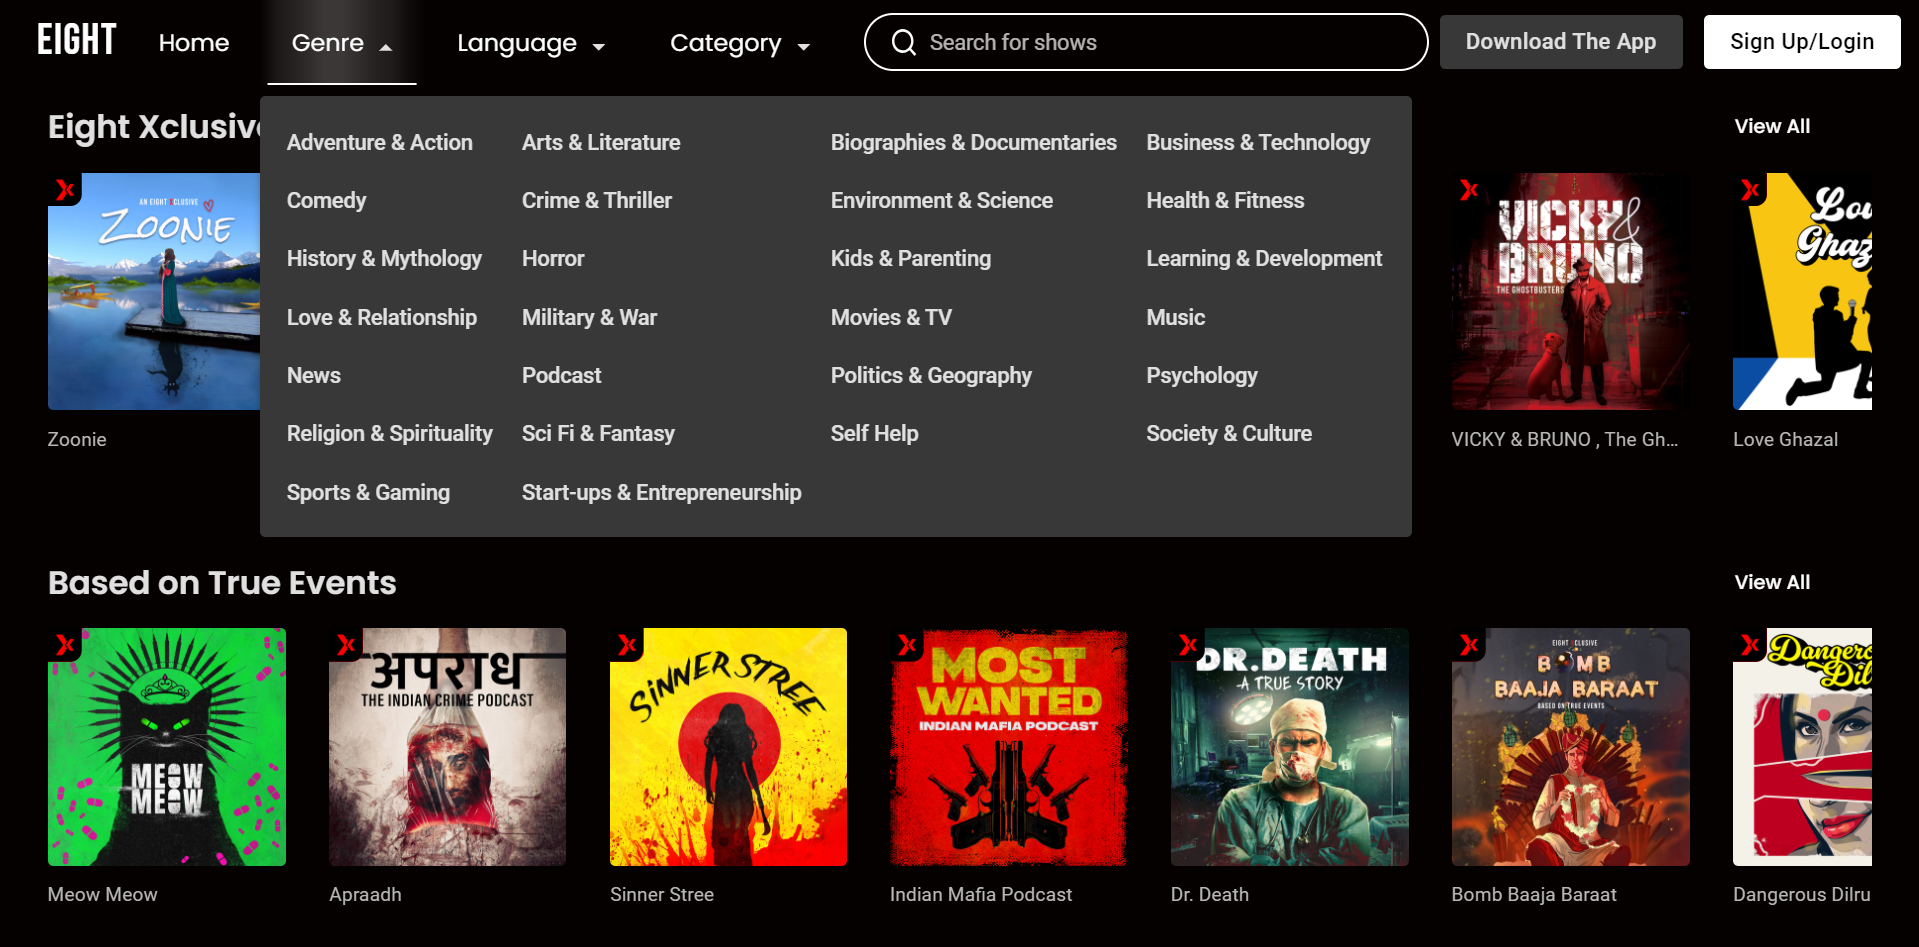 EIGHT Home Genre Language Category Search for shows Download The App Sign Up/Login
Eight Xclusiv View All
Adventure & Action Arts & Literature Biographies & Documentaries Business & Technology
Comedy Crime & Thriller Environment & Science Health & Fitness
History & Mythology Horror Kids & Parenting Learning & Development
Love & Relationship Military & War Movies & TV Music
News Podcast Politics & Geography Psychology
Religion & Spirituality Sci Fi & Fantasy Self Help Society & Culture
Sports & Gaming Start-ups & Entrepreneurship
AN EIGHT XCLUSIVE
ZOONIE
VICKY &
BRUNO
THE GHOSTBUSTERS
Lov
Ghaz
Zoonie VICKY & BRUNO , The Gh... Love Ghazal
Based on True Events View All
MEOW
MEOW
अपराध
THE INDIAN CRIME PODCAST
SINNER STREE
MOST
WANTED
INDIAN MAFIA PODCAST
DR. DEATH
A TRUE STORY
EIGHT XCLUSIVE
BOMB
BAAJA BARAAT
BASED ON TRUE EVENTS
Dangero
Dil
Meow Meow Apraadh Sinner Stree Indian Mafia Podcast Dr. Death Bomb Baaja Baraat Dangerous Dilru